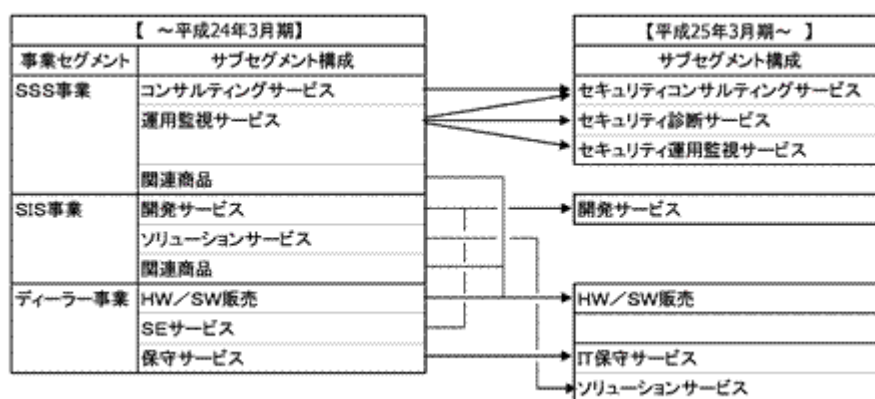 【 ～平成24年3月期】
【平成25年3月期～ 】
事業セグメント サブセグメント構成
サブセグメント構成
SSS事業 コンサルティングサービス
セキュリティコンサルティングサービス
運用監視サービス
セキュリティ診断サービス
セキュリティ運用監視サービス
関連商品
SIS事業 開発サービス
開発サービス
ソリューションサービス
関連商品
ディーラー事業 HW／SW販売
HW／SW販売
SEサービス
保守サービス
IT保守サービス
ソリューションサービス